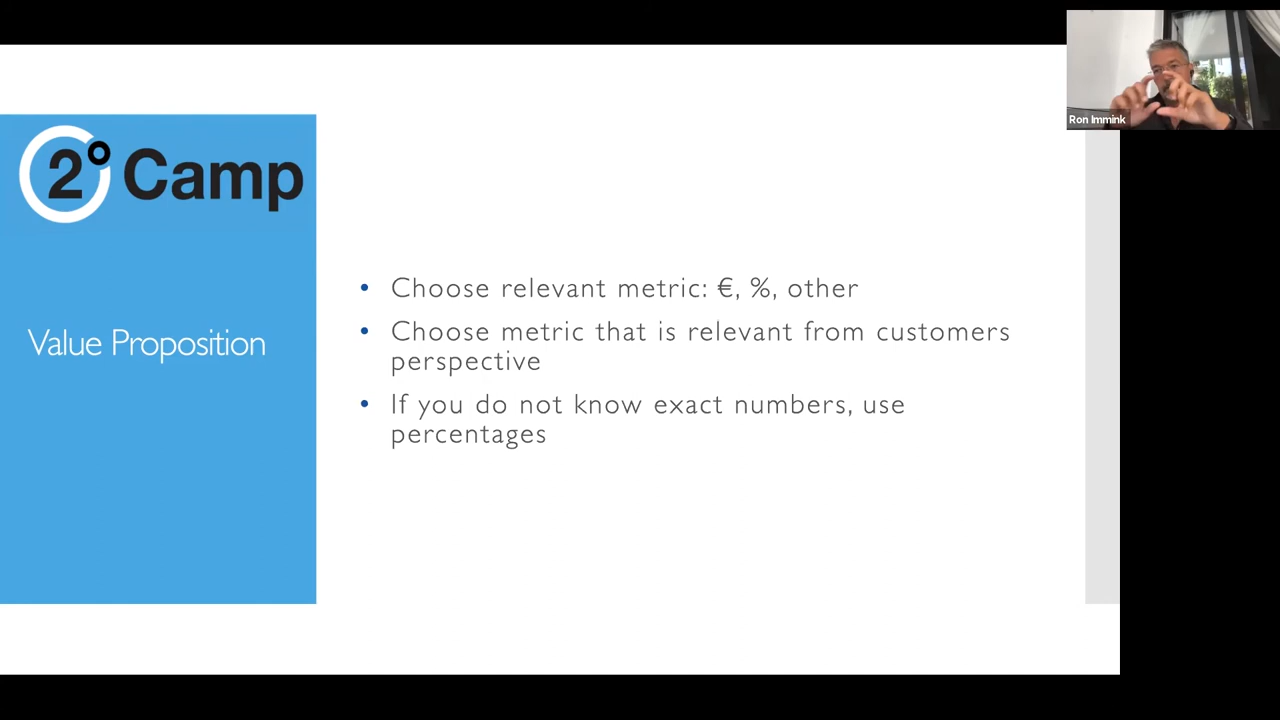 2° Camp
Value Proposition
• Choose relevant metric: €, %, other
• Choose metric that is relevant from customers
perspective
• If you do not know exact numbers, use
percentages
Ron Immink